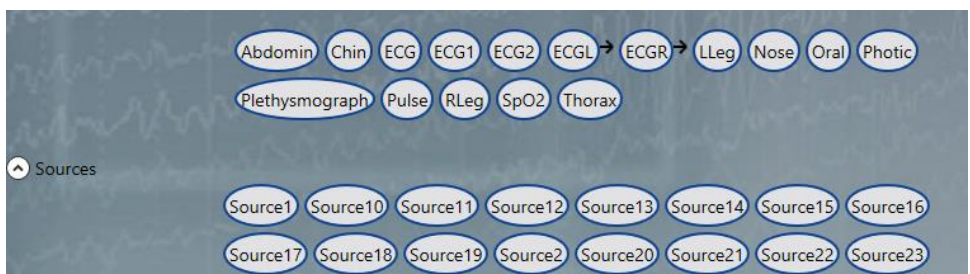 Abdomin Chin ECG ECG1 ECG2 ECGL ECGR LLeg Nose Oral Photic
Plethysmograph Pulse RLeg SpO2 Thorax
Sources
Source1 Source10 Source11 Source12 Source13 Source14 Source15 Source16
Source17 Source18 Source19 Source2 Source20 Source21 Source22 Source23